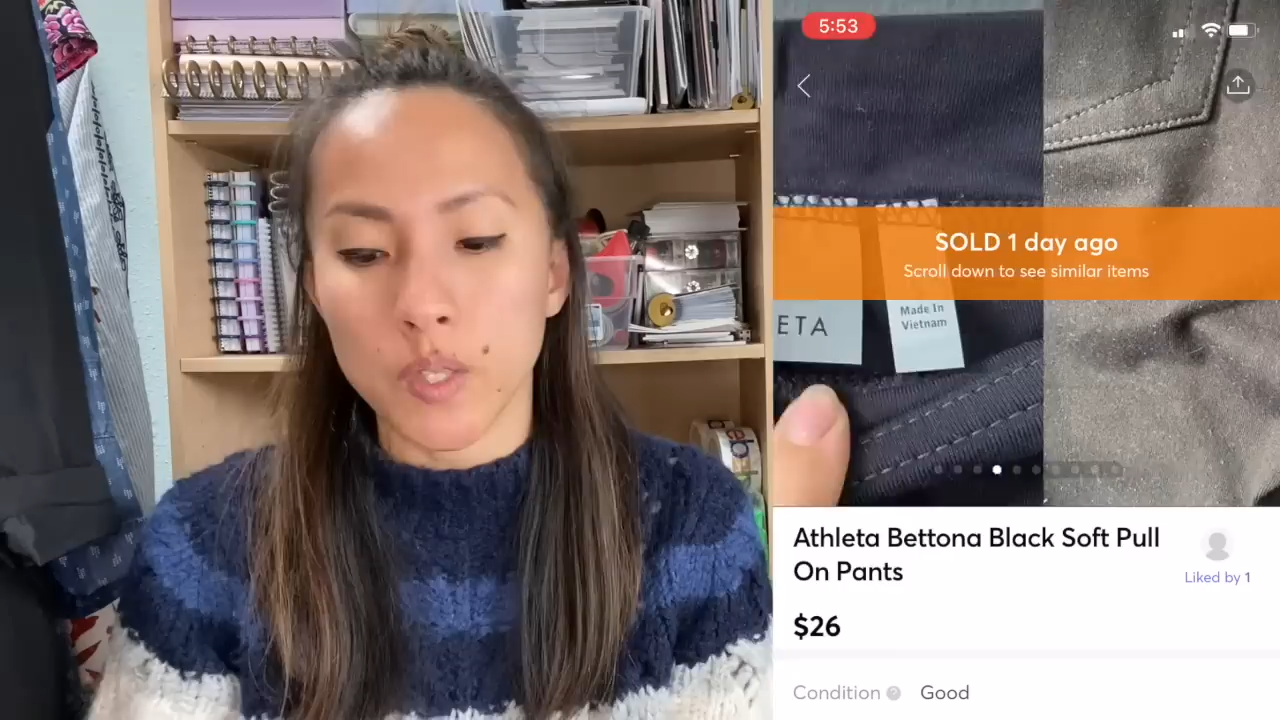 5:53
SOLD 1 day ago
Scroll down to see similar items
ETA
Made In
Vietnam
Athleta Bettona Black Soft Pull
On Pants
Liked by 1
$26
Condition
Good